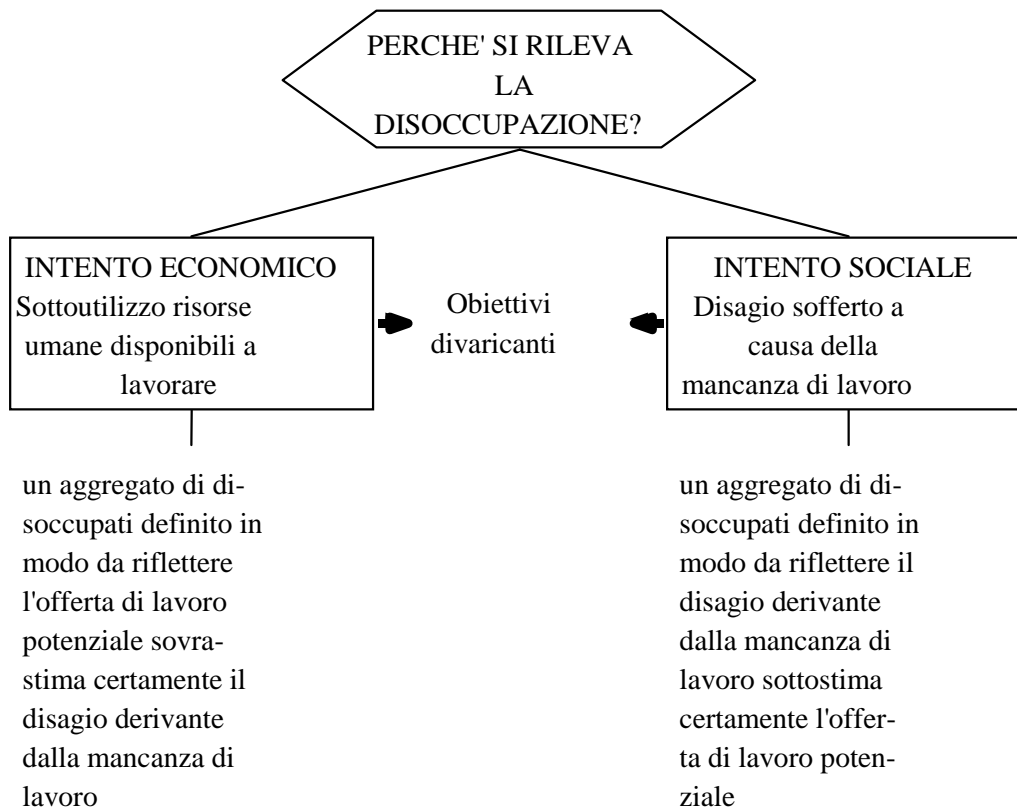 PERCHE' SI RILEVA
LA
DISOCCUPAZIONE?
INTENTO ECONOMICO
Sottoutilizzo risorse
umane disponibili a
lavorare
Obiettivi
divaricanti
INTENTO SOCIALE
Disagio sofferto a
causa della
mancanza di lavoro
un aggregato di di-
soccupati definito in
modo da riflettere
l'offerta di lavoro
potenziale sovra-
stima certamente il
disagio derivante
dalla mancanza di
lavoro
un aggregato di di-
soccupati definito in
modo da riflettere il
disagio derivante
dalla mancanza di
lavoro sottostima
certamente l'offer-
ta di lavoro poten-
ziale